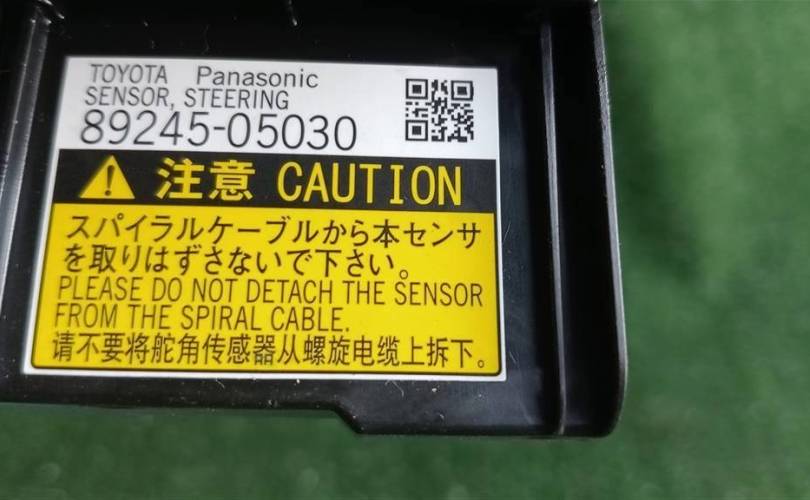 TOYOTA Panasonic
SENSOR, STEERING
89245-05030
注意 CAUTION
スパイラルケーブルから本センサ
を取りはずさないで下さい。
PLEASE DO NOT DETACH THE SENSOR
FROM THE SPIRAL CABLE.
请不要将舵角传感器从螺旋电缆上拆下。